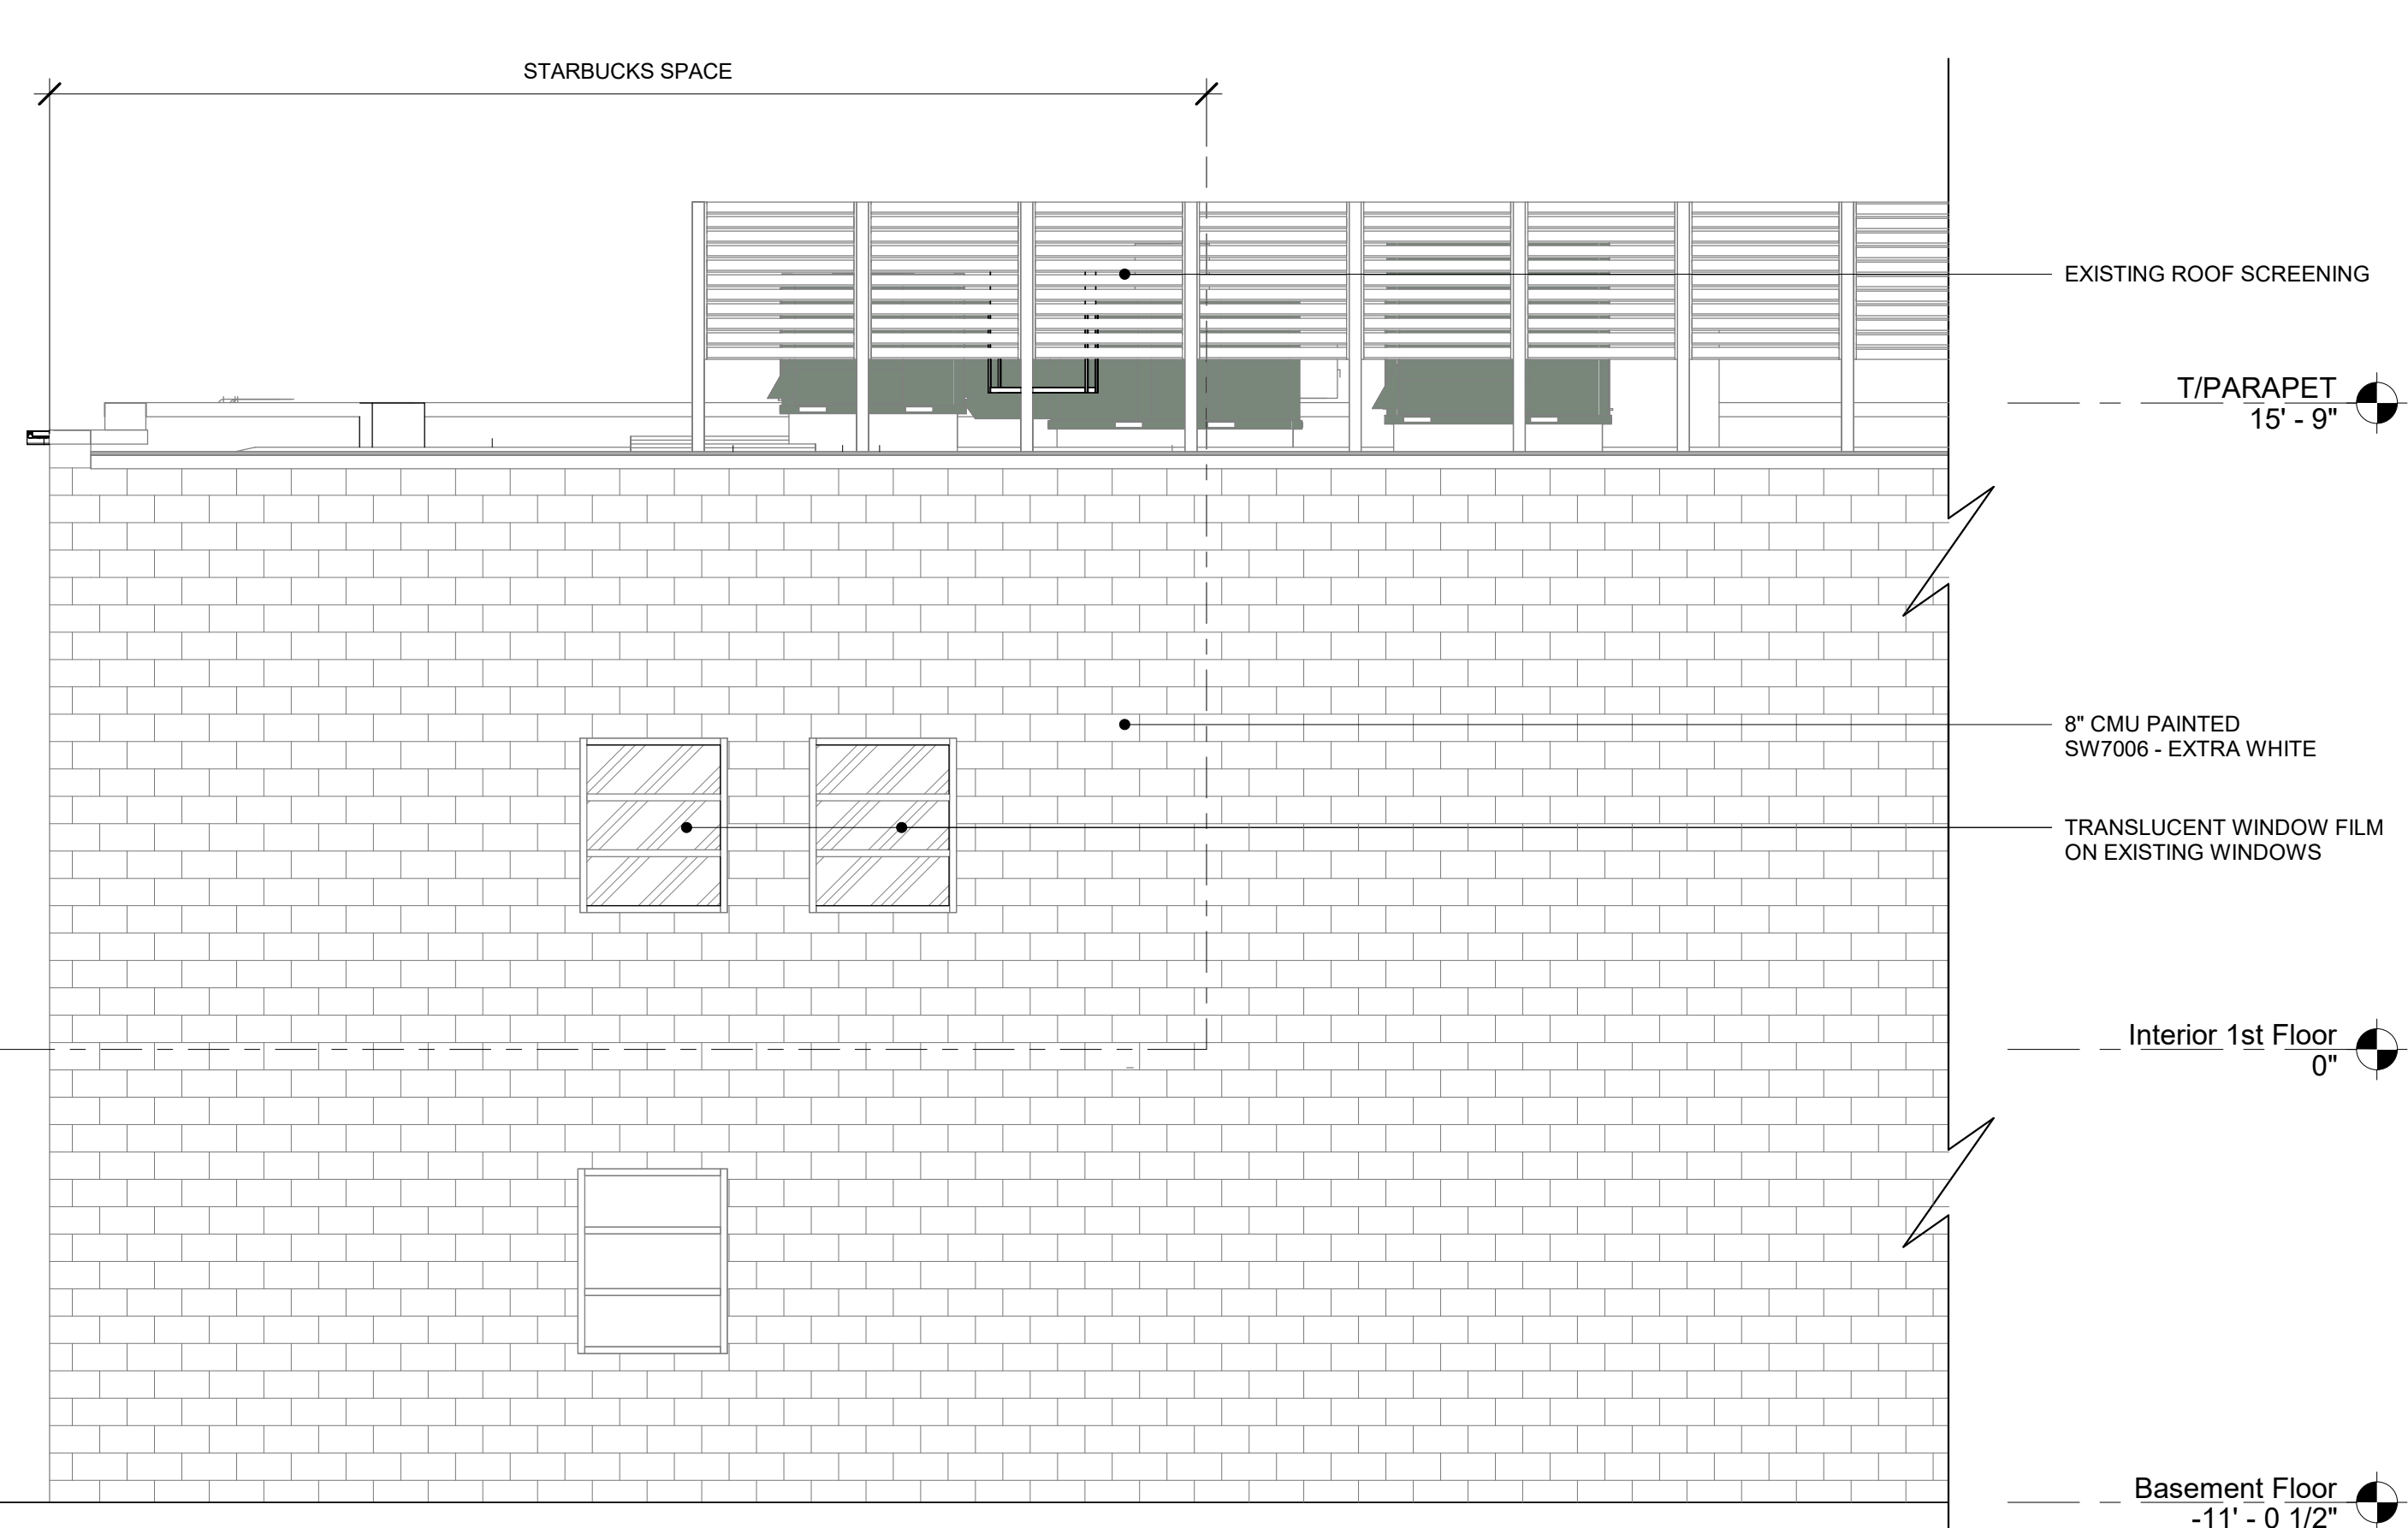 STARBUCKS SPACE
EXISTING ROOF SCREENING
T/PARAPET
15' - 9"
8" CMU PAINTED
SW7006 - EXTRA WHITE
TRANSLUCENT WINDOW FILM
ON EXISTING WINDOWS
Interior 1st Floor
0"
Basement Floor
-11' - 0 1/2"